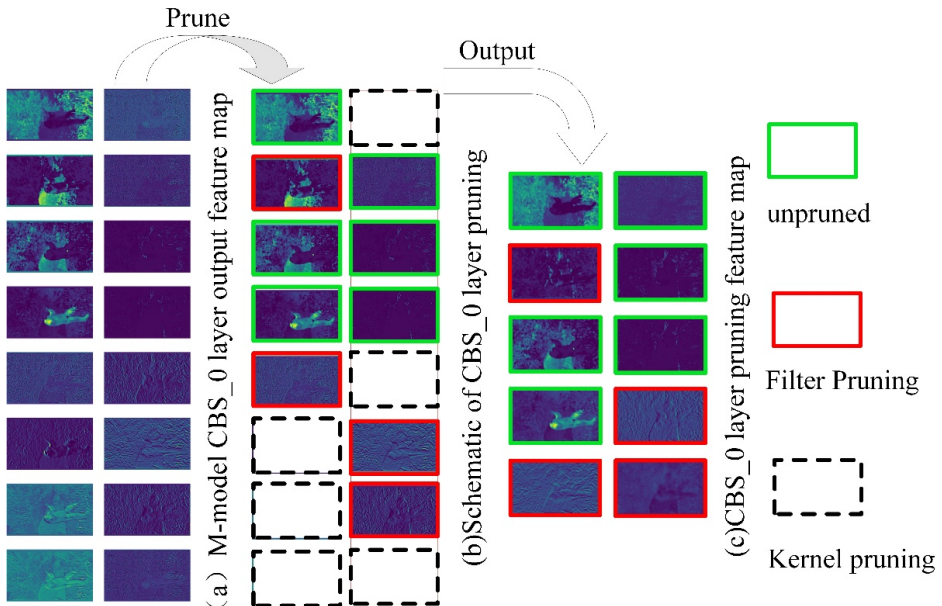 Prune
Output
(a) M-model CBS_0 layer output feature map
(b)Schematic of CBS_0 layer pruning
(c)CBS_0 layer pruning feature map
unpruned
Filter Pruning
Kernel pruning